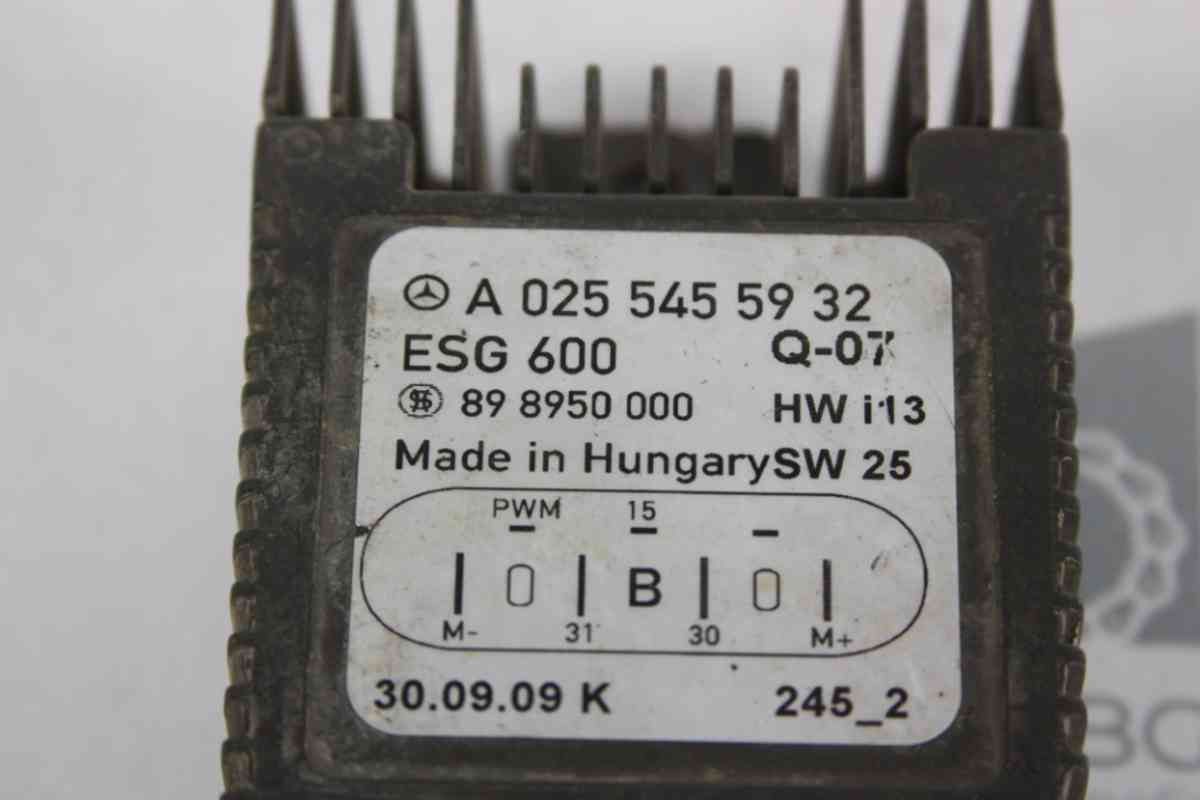 A 025 545 59 32
ESG 600 Q-07
89 8950 000 HW i13
Made in Hungary SW 25
PWM 15
B
M- 31 30 M+
30.09.09 K 245_2